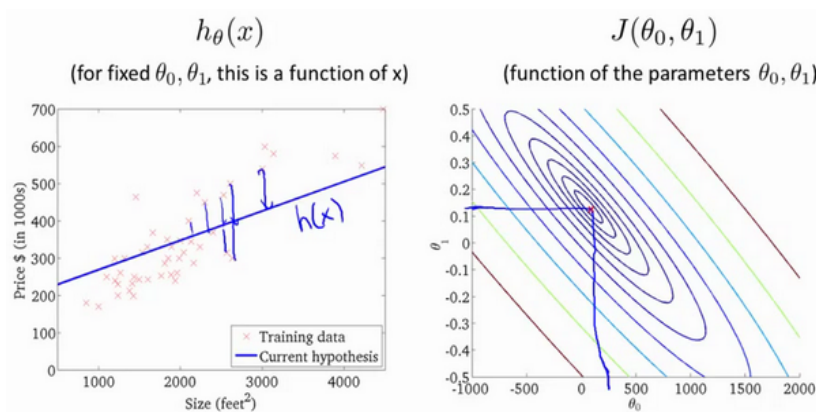 hθ(x)
(for fixed θ0, θ1, this is a function of x)
700
600
500
400
300
200
100
0
Price $ (in 1000s)
h(x)
Training data
Current hypothesis
1000
2000
3000
4000
Size (feet²)
J(θ0, θ1)
(function of the parameters θ0, θ1)
0.5
0.4
0.3
0.2
0.1
0
-0.1
-0.2
-0.3
-0.4
-0.5
θ1
-1000
-500
0
500
1000
1500
2000
θ0